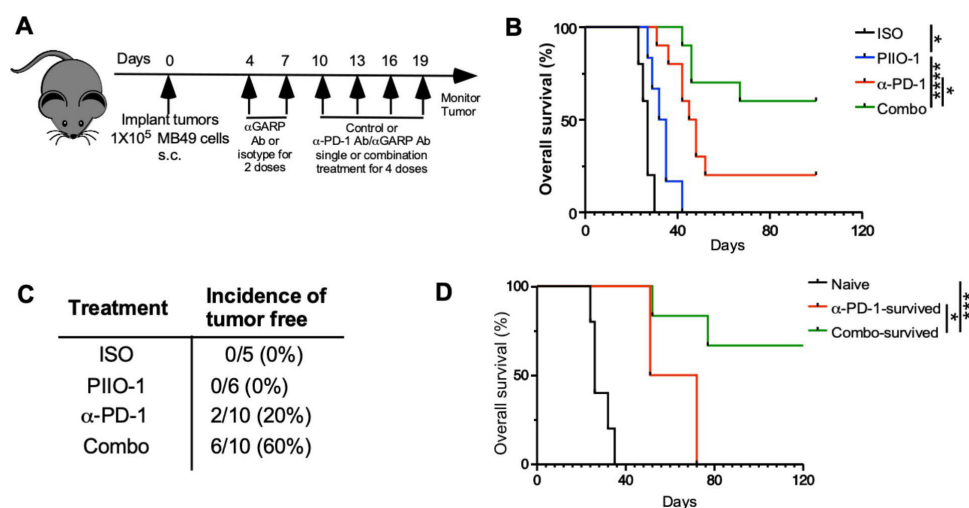 A
Days 0 4 7 10 13 16 19
Implant tumors
1X10⁵ MB49 cells
s.c.
αGARP
Ab or
isotype for
2 doses
Control or
α-PD-1 Ab/αGARP Ab
single or combination
treatment for 4 doses
Monitor
Tumor
B
Overall survival (%)
100
50
0
0 40 80 120
Days
ISO
PIIO-1
α-PD-1
Combo
*
****
*
C
Treatment Incidence of
tumor free
ISO 0/5 (0%)
PIIO-1 0/6 (0%)
α-PD-1 2/10 (20%)
Combo 6/10 (60%)
D
Overall survival (%)
100
50
0
0 40 80 120
Days
Naive
α-PD-1-survived
Combo-survived
*
***